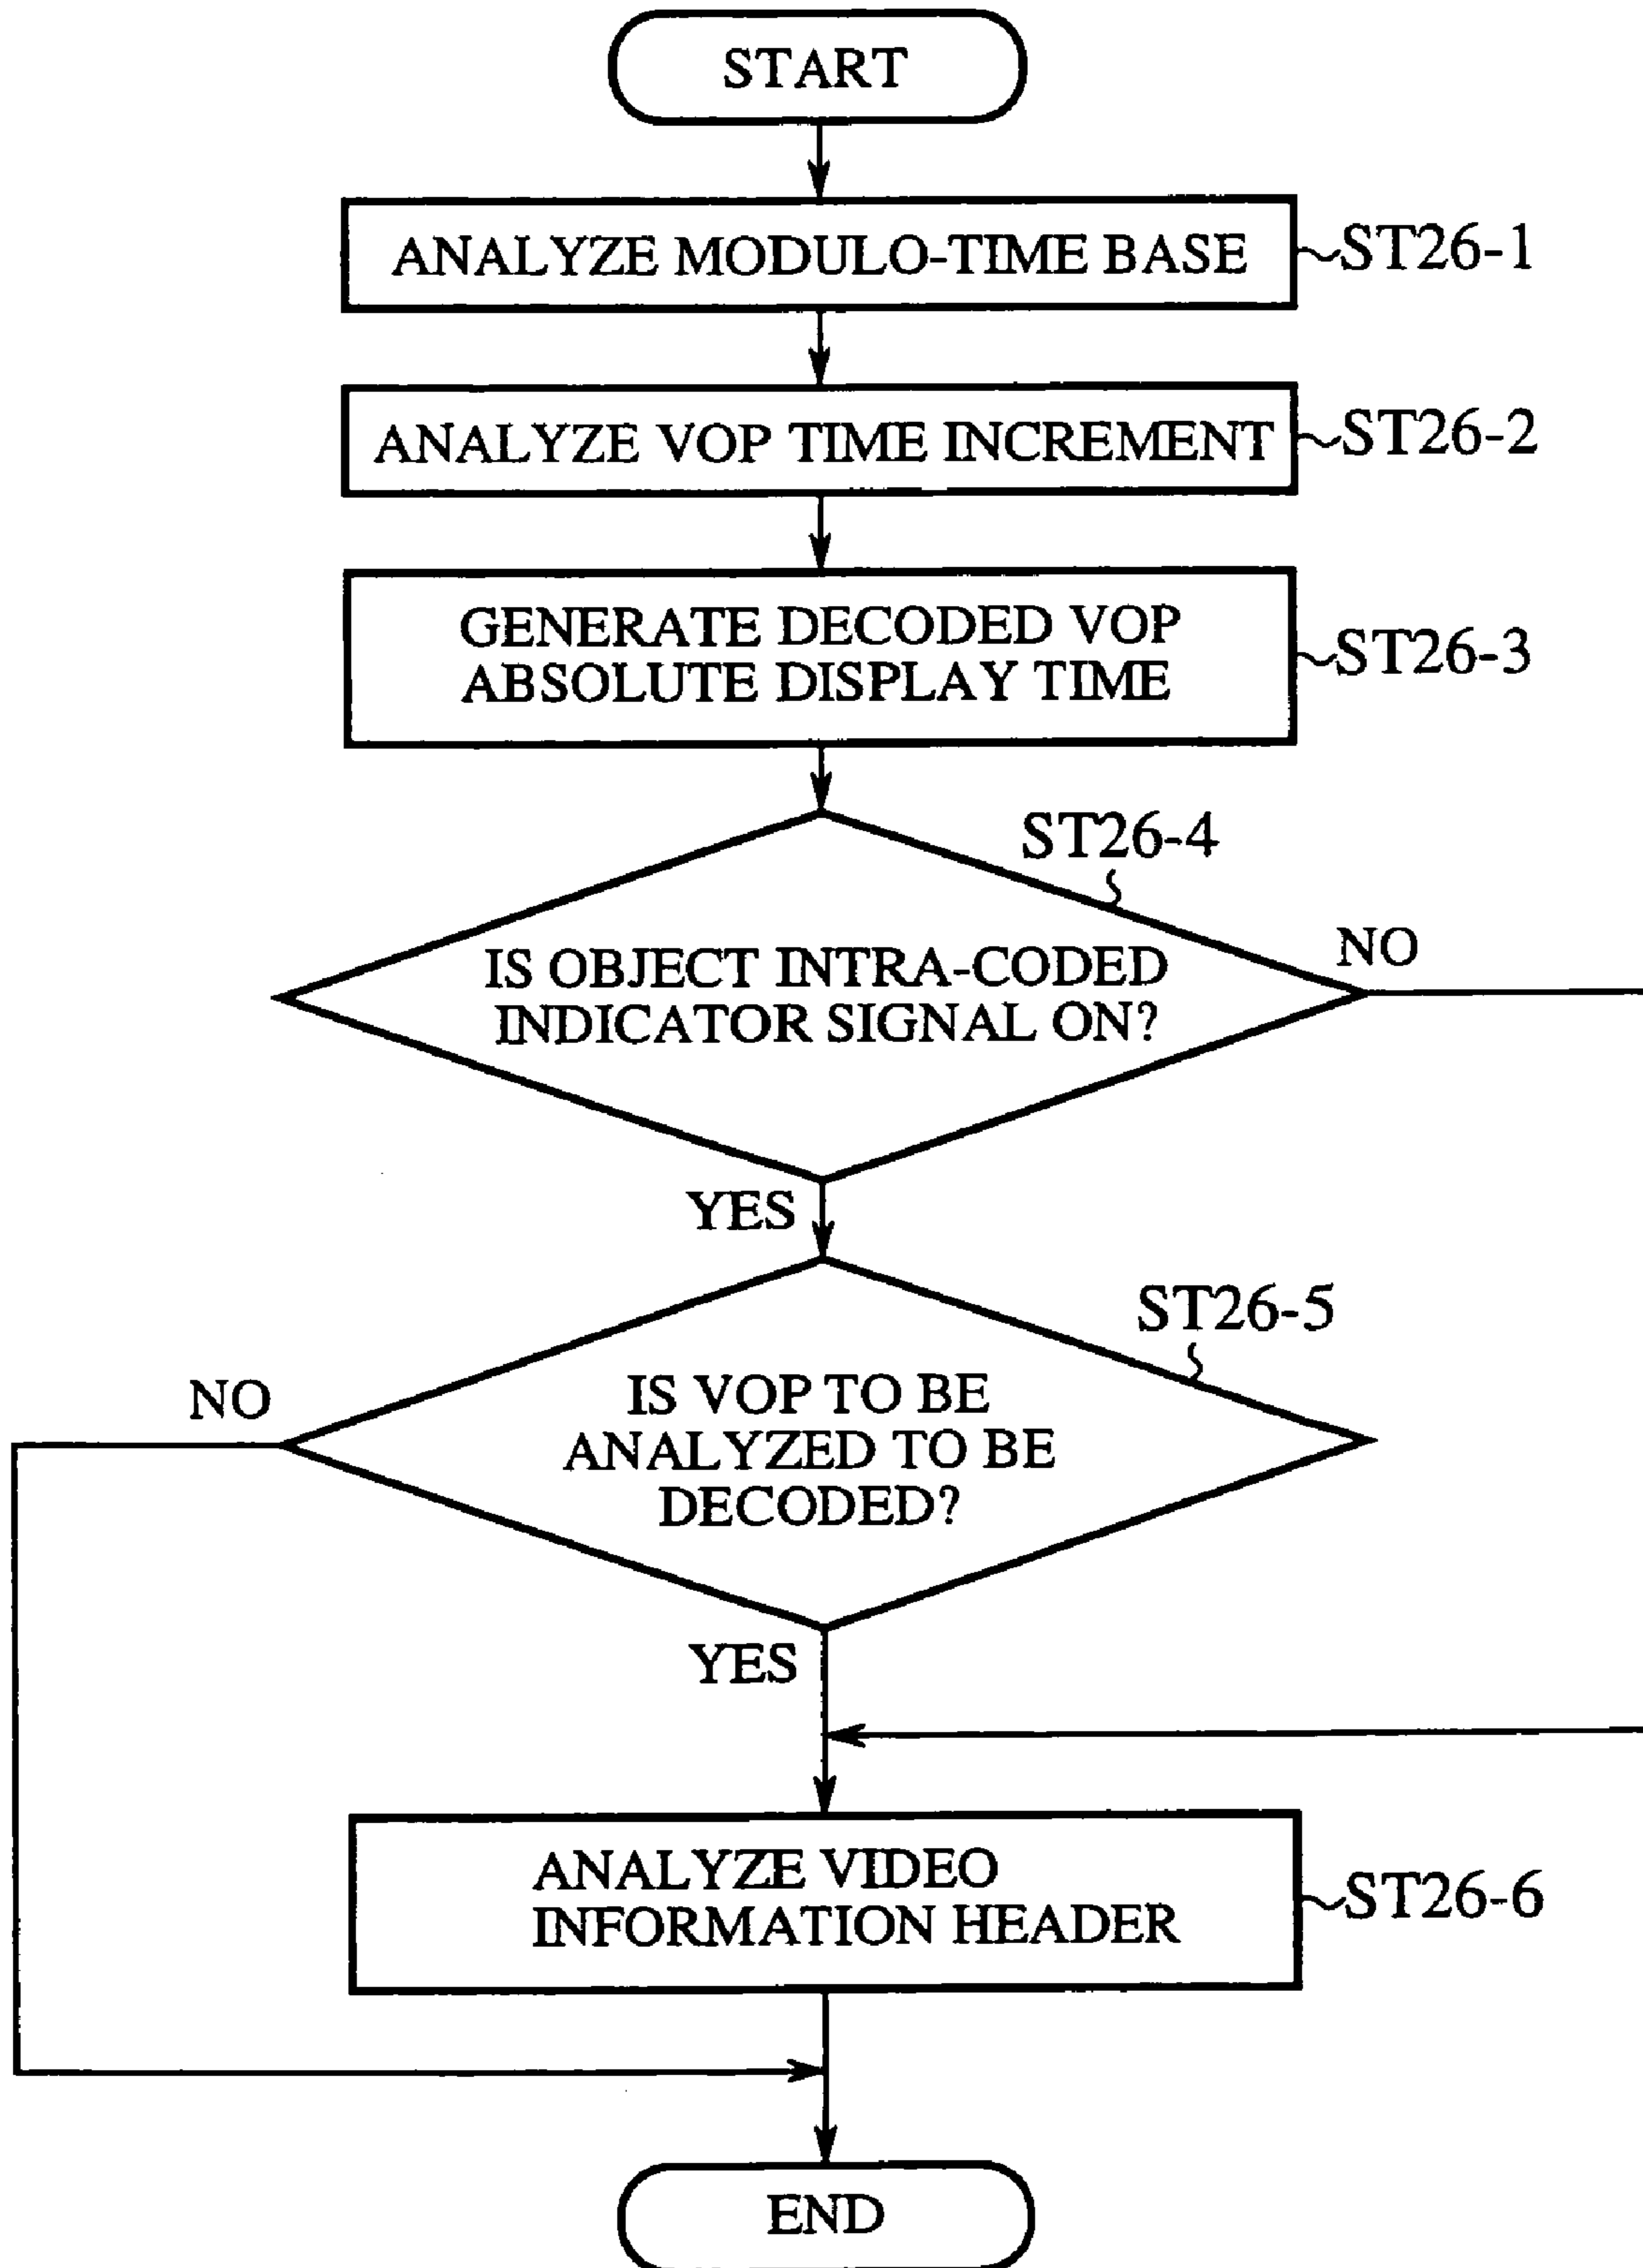 START
ANALYZE MODULO-TIME BASE
ST26-1
ANALYZE VOP TIME INCREMENT
ST26-2
GENERATE DECODED VOP
ABSOLUTE DISPLAY TIME
ST26-3
ST26-4
IS OBJECT INTRA-CODED
INDICATOR SIGNAL ON?
NO
YES
ST26-5
IS VOP TO BE
ANALYZED TO BE
DECODED?
NO
YES
ANALYZE VIDEO
INFORMATION HEADER
ST26-6
END